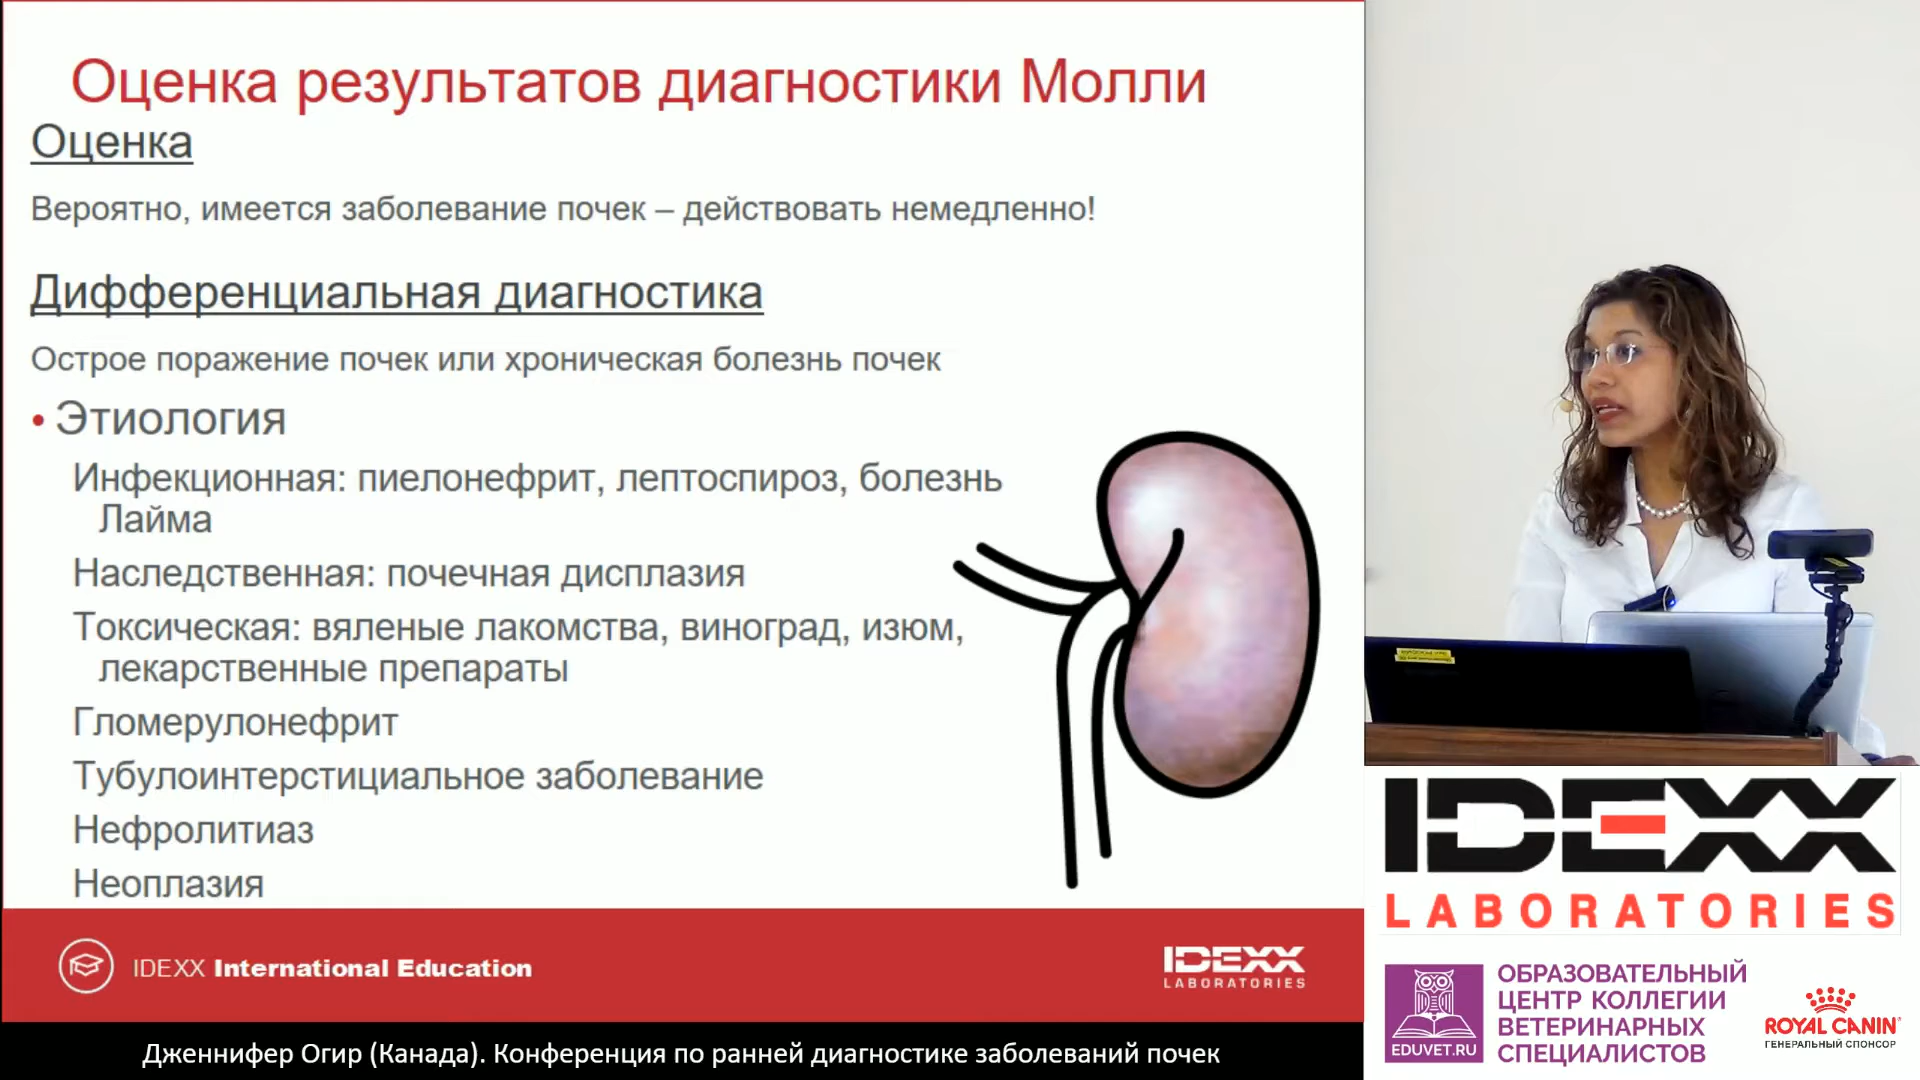 Оценка результатов диагностики Молли
Оценка
Вероятно, имеется заболевание почек – действовать немедленно!
Дифференциальная диагностика
Острое поражение почек или хроническая болезнь почек
• Этиология
Инфекционная: пиелонефрит, лептоспироз, болезнь
Лайма
Наследственная: почечная дисплазия
Токсическая: вяленые лакомства, виноград, изюм,
лекарственные препараты
Гломерулонефрит
Тубулоинтерстициальное заболевание
Нефролитиаз
Неоплазия
IDEXX International Education
IDEXX
LABORATORIES
Дженнифер Огир (Канада). Конференция по ранней диагностике заболеваний почек
IDEXX
LABORATORIES
EDUVET.RU
ОБРАЗОВАТЕЛЬНЫЙ
ЦЕНТР КОЛЛЕГИИ
ВЕТЕРИНАРНЫХ
СПЕЦИАЛИСТОВ
ROYAL CANIN
ГЕНЕРАЛЬНЫЙ СПОНСОР